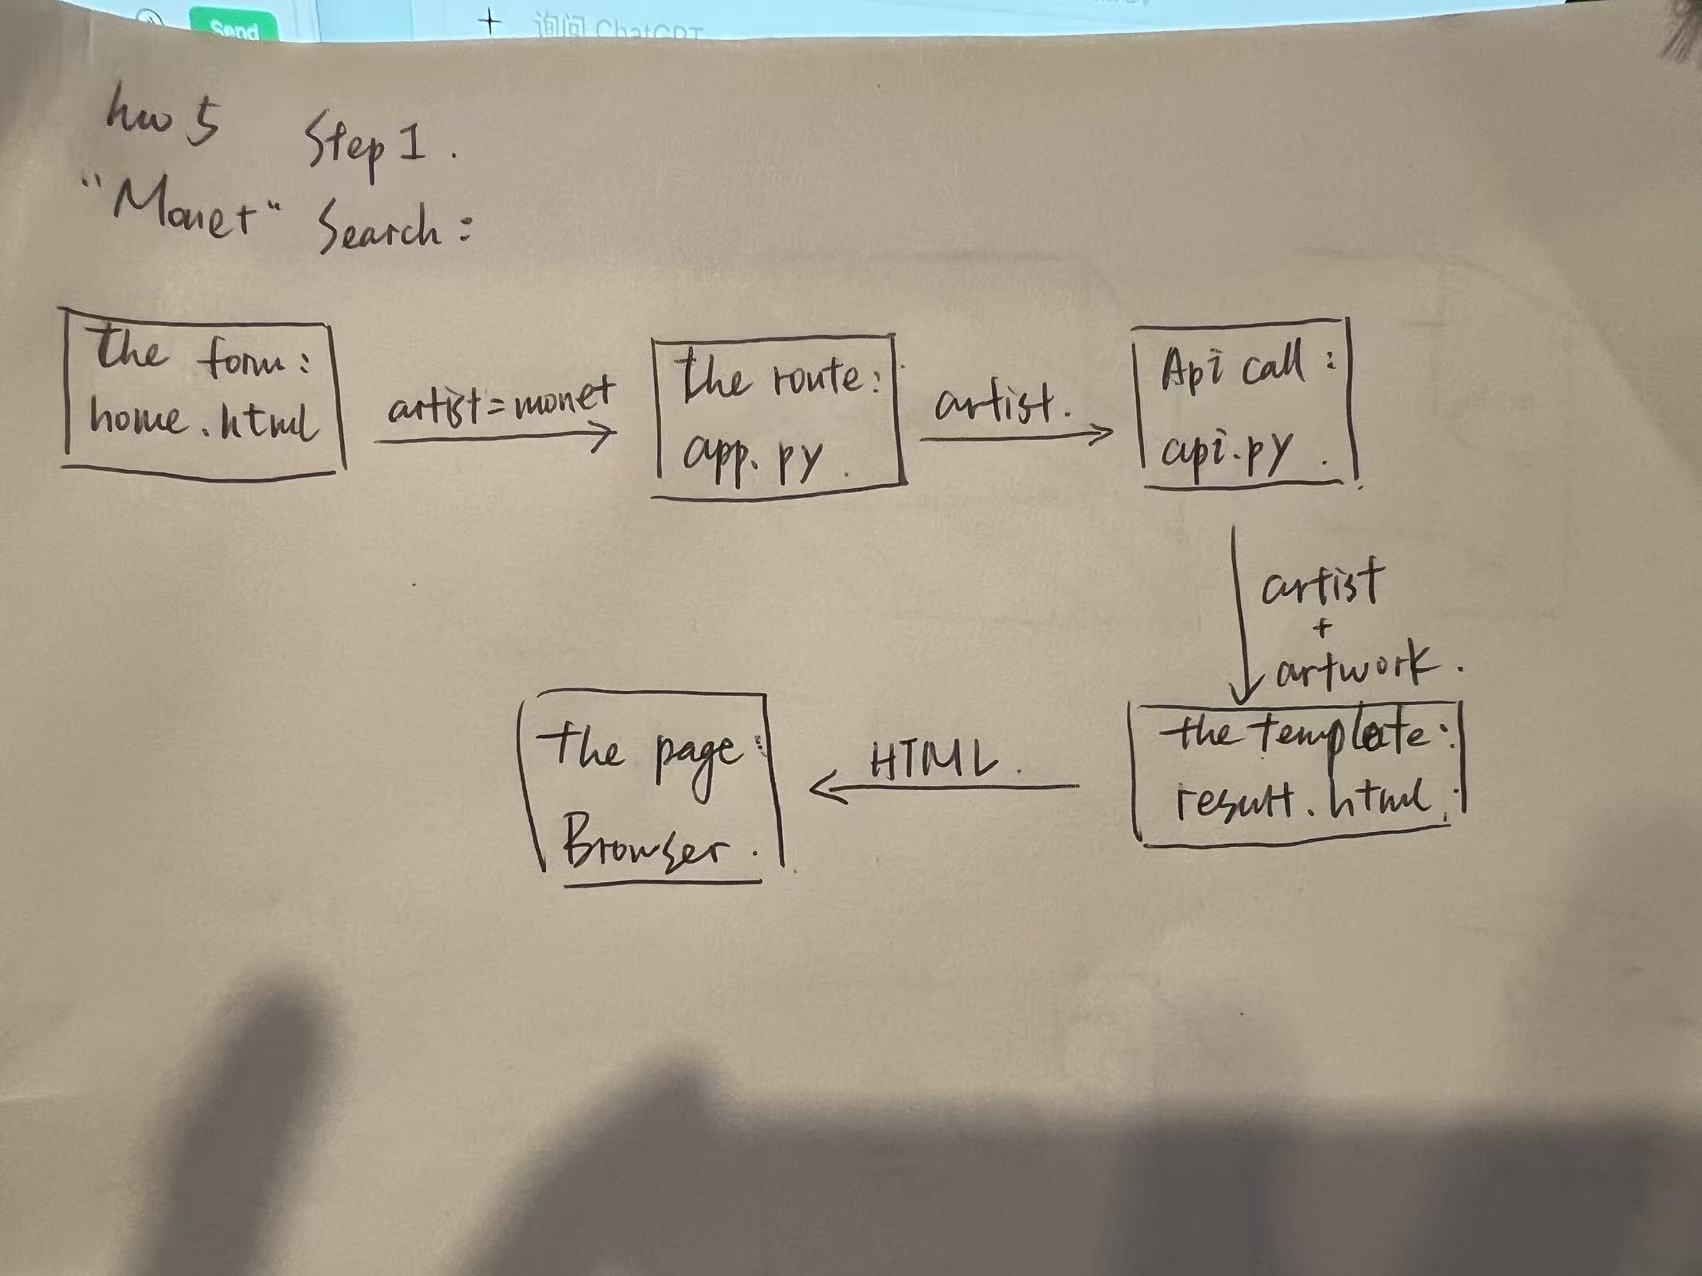 Send
+ 询问 ChatGPT
hw 5 Step 1.
"Monet" Search:
the form:
home.html
artist=monet
the route:
app.py.
artist.
Api call:
api.py.
artist
+
artwork.
the template:
result.html.
HTML.
the page:
Browser.